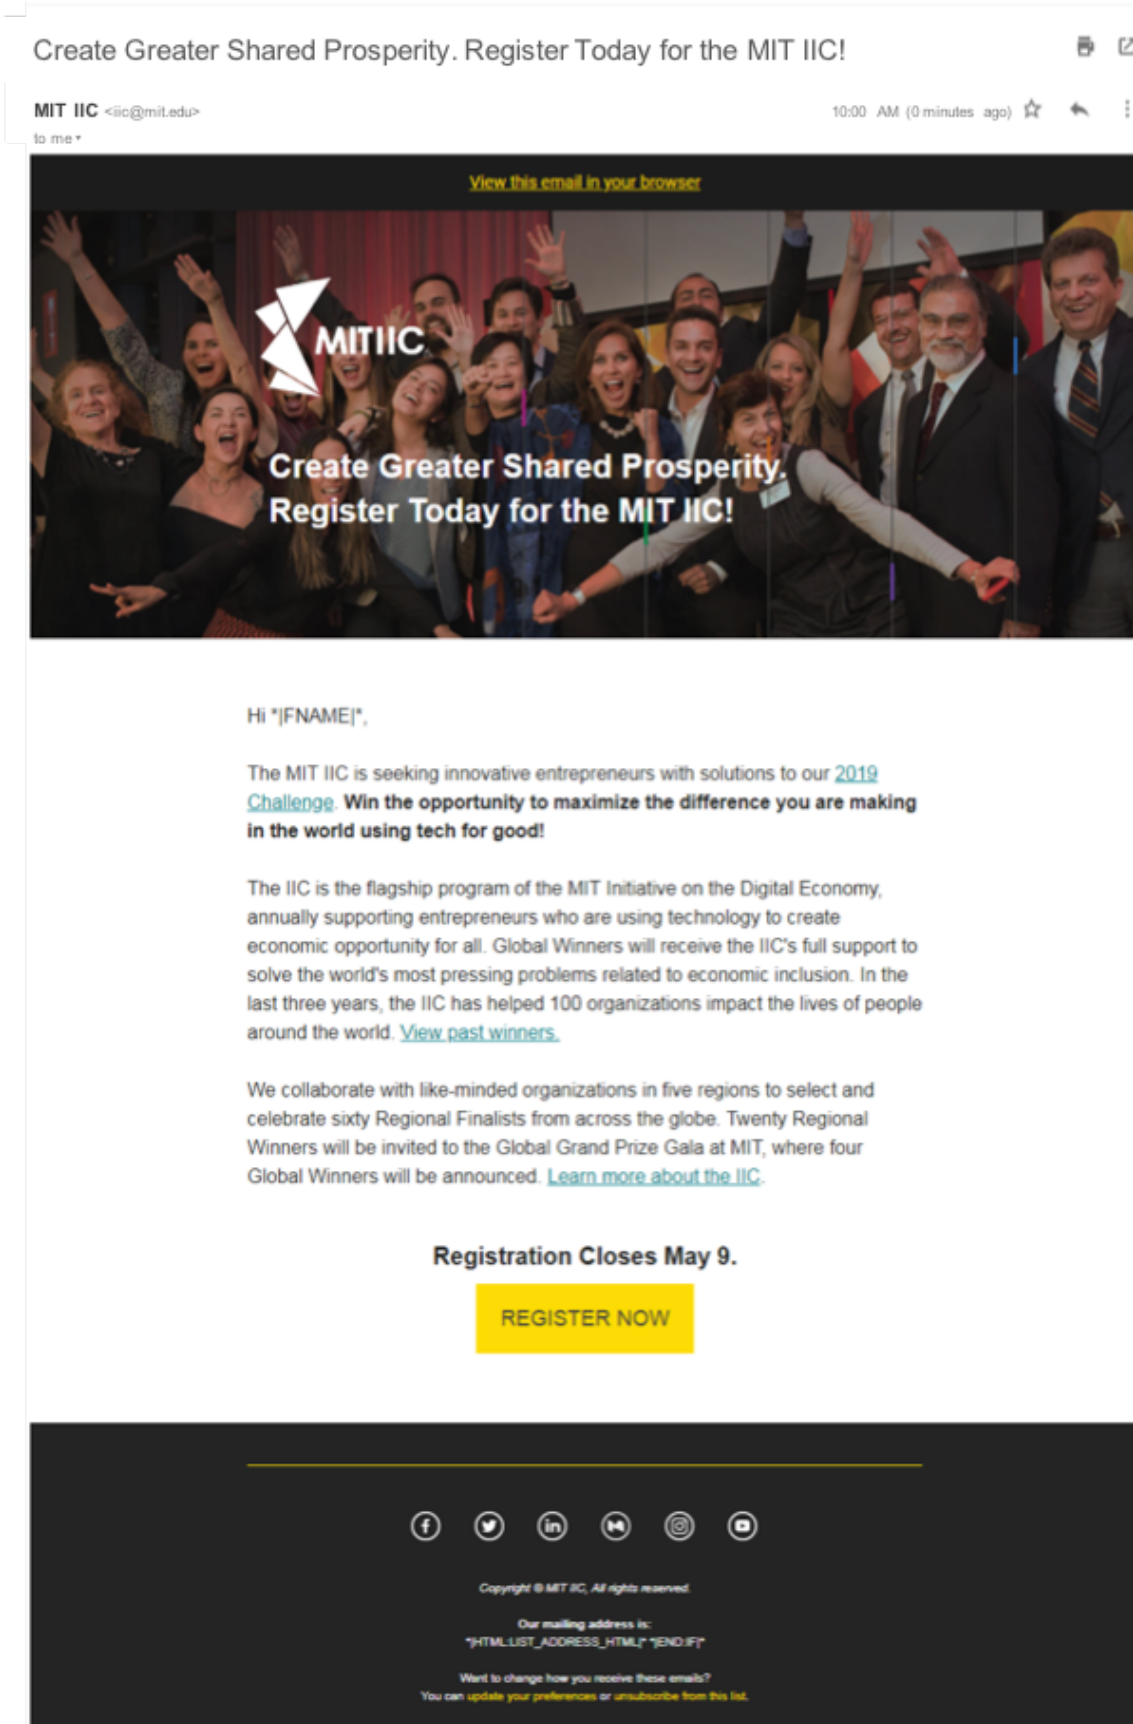 Create Greater Shared Prosperity. Register Today for the MIT IIC!
MIT IIC <iic@mit.edu>
10:00 AM (0 minutes ago)
to me
View this email in your browser
MITIIC
Create Greater Shared Prosperity.
Register Today for the MIT IIC!
Hi *|FNAME|*,
The MIT IIC is seeking innovative entrepreneurs with solutions to our 2019
Challenge. Win the opportunity to maximize the difference you are making
in the world using tech for good!
The IIC is the flagship program of the MIT Initiative on the Digital Economy,
annually supporting entrepreneurs who are using technology to create
economic opportunity for all. Global Winners will receive the IIC's full support to
solve the world's most pressing problems related to economic inclusion. In the
last three years, the IIC has helped 100 organizations impact the lives of people
around the world. View past winners.
We collaborate with like-minded organizations in five regions to select and
celebrate sixty Regional Finalists from across the globe. Twenty Regional
Winners will be invited to the Global Grand Prize Gala at MIT, where four
Global Winners will be announced. Learn more about the IIC.
Registration Closes May 9.
REGISTER NOW
Copyright © MIT IIC, All rights reserved.
Our mailing address is:
*|HTML:LIST_ADDRESS_HTML|* *|END:IF|*
Want to change how you receive these emails?
You can update your preferences or unsubscribe from this list.